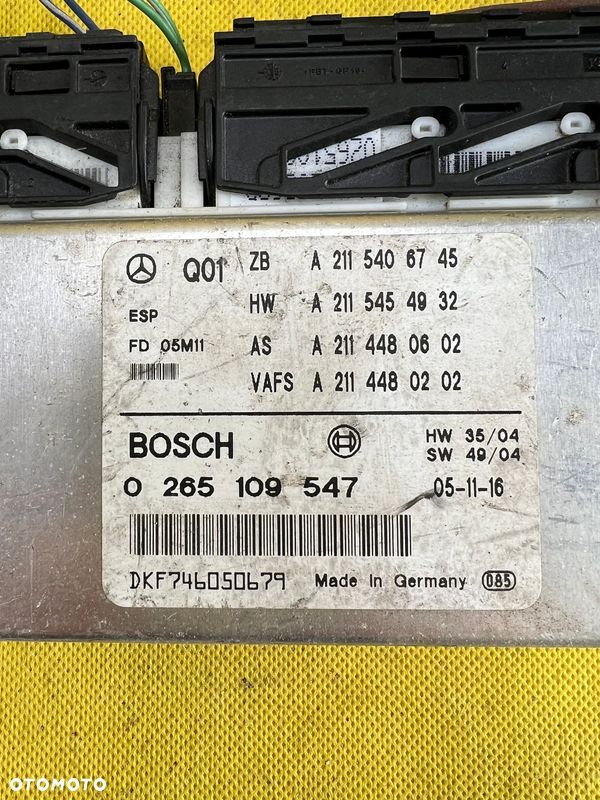 Q01 ZB A 211 540 67 45
HW A 211 545 49 32
ESP
FD 05M11 AS A 211 448 06 02
VAFS A 211 448 02 02
BOSCH HW 35/04
SW 49/04
0 265 109 547 05-11-16
DKF746050679 Made in Germany 085
OTOMOTO